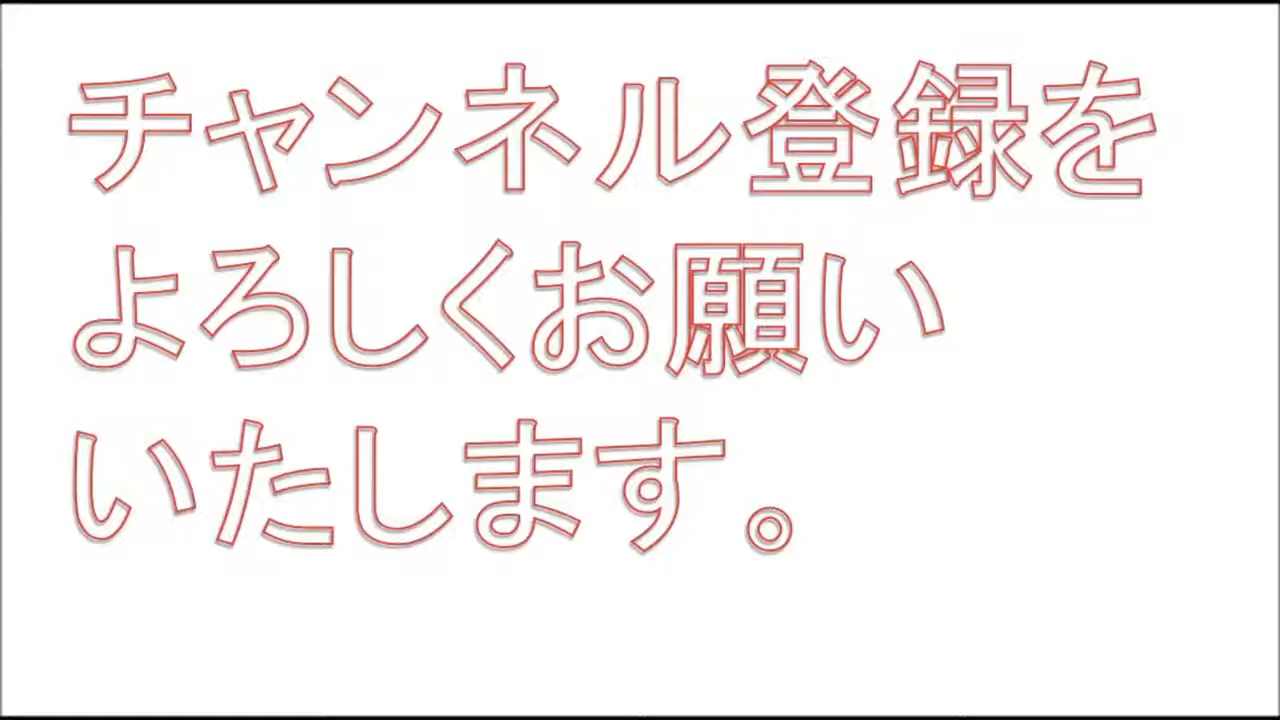 チャンネル登録を
よろしくお願い
いたします。